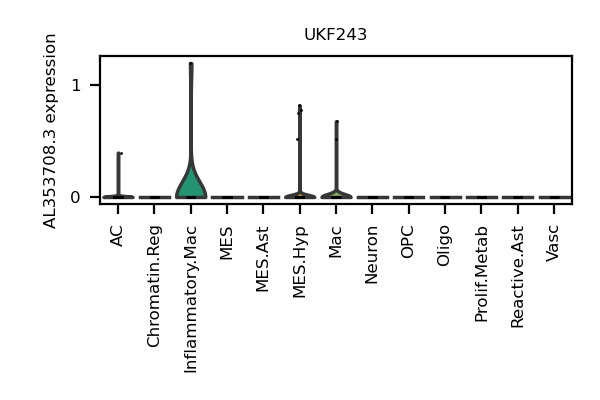 UKF243
AL353708.3 expression
1
0
AC
Chromatin.Reg
Inflammatory.Mac
MES
MES.Ast
MES.Hyp
Mac
Neuron
OPC
Oligo
Prolif.Metab
Reactive.Ast
Vasc